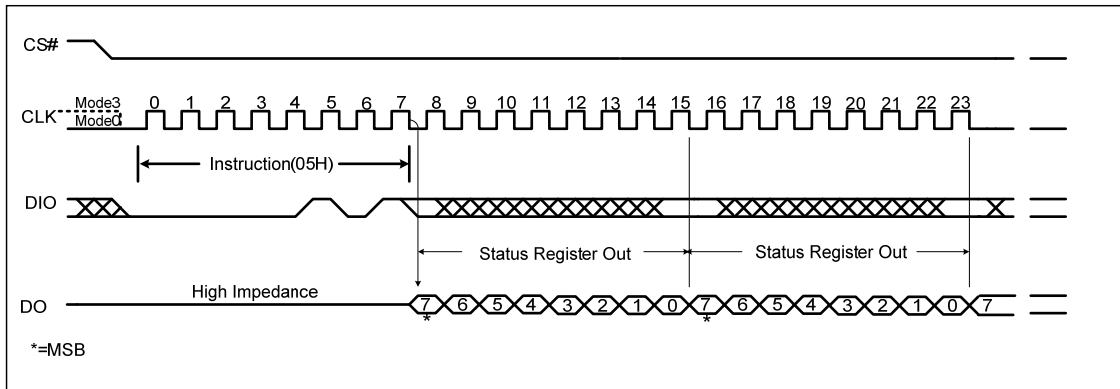 CS#
Mode3
CLK
Mode0
0 1 2 3 4 5 6 7 8 9 10 11 12 13 14 15 16 17 18 19 20 21 22 23
Instruction(05H)
DIO
Status Register Out
Status Register Out
High Impedance
DO
7 6 5 4 3 2 1 0 7 6 5 4 3 2 1 0 7
* *
*=MSB